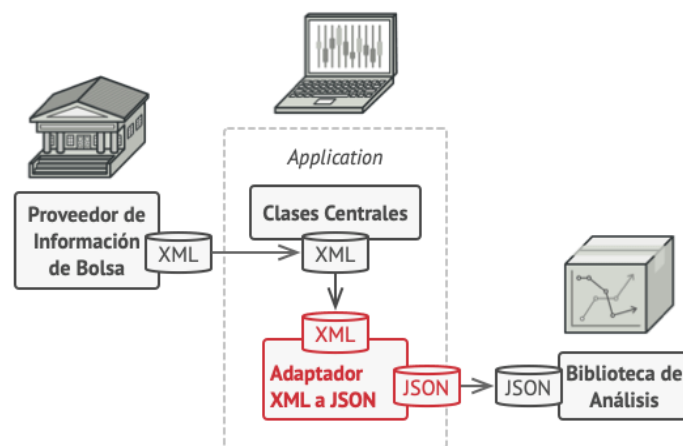 Application
Proveedor de
Información
de Bolsa
XML
Clases Centrales
XML
XML
Adaptador
XML a JSON
JSON
JSON
Biblioteca de
Análisis